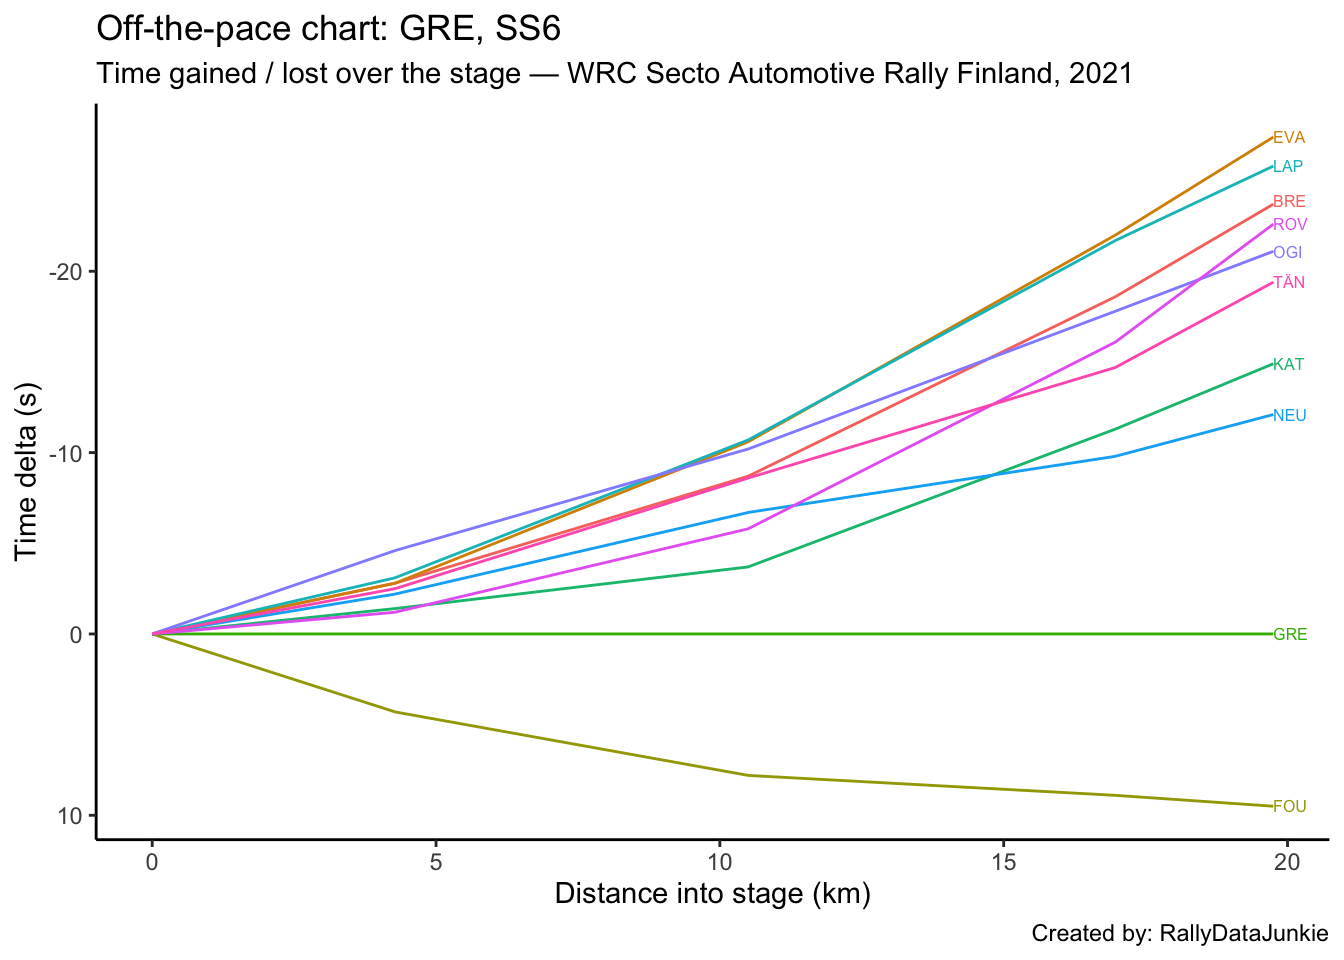 Off-the-pace chart: GRE, SS6
Time gained / lost over the stage — WRC Secto Automotive Rally Finland, 2021
EVA
LAP
BRE
ROV
OGI
TÄN
KAT
NEU
GRE
FOU
-20
-10
0
10
Time delta (s)
0 5 10 15 20
Distance into stage (km)
Created by: RallyDataJunkie